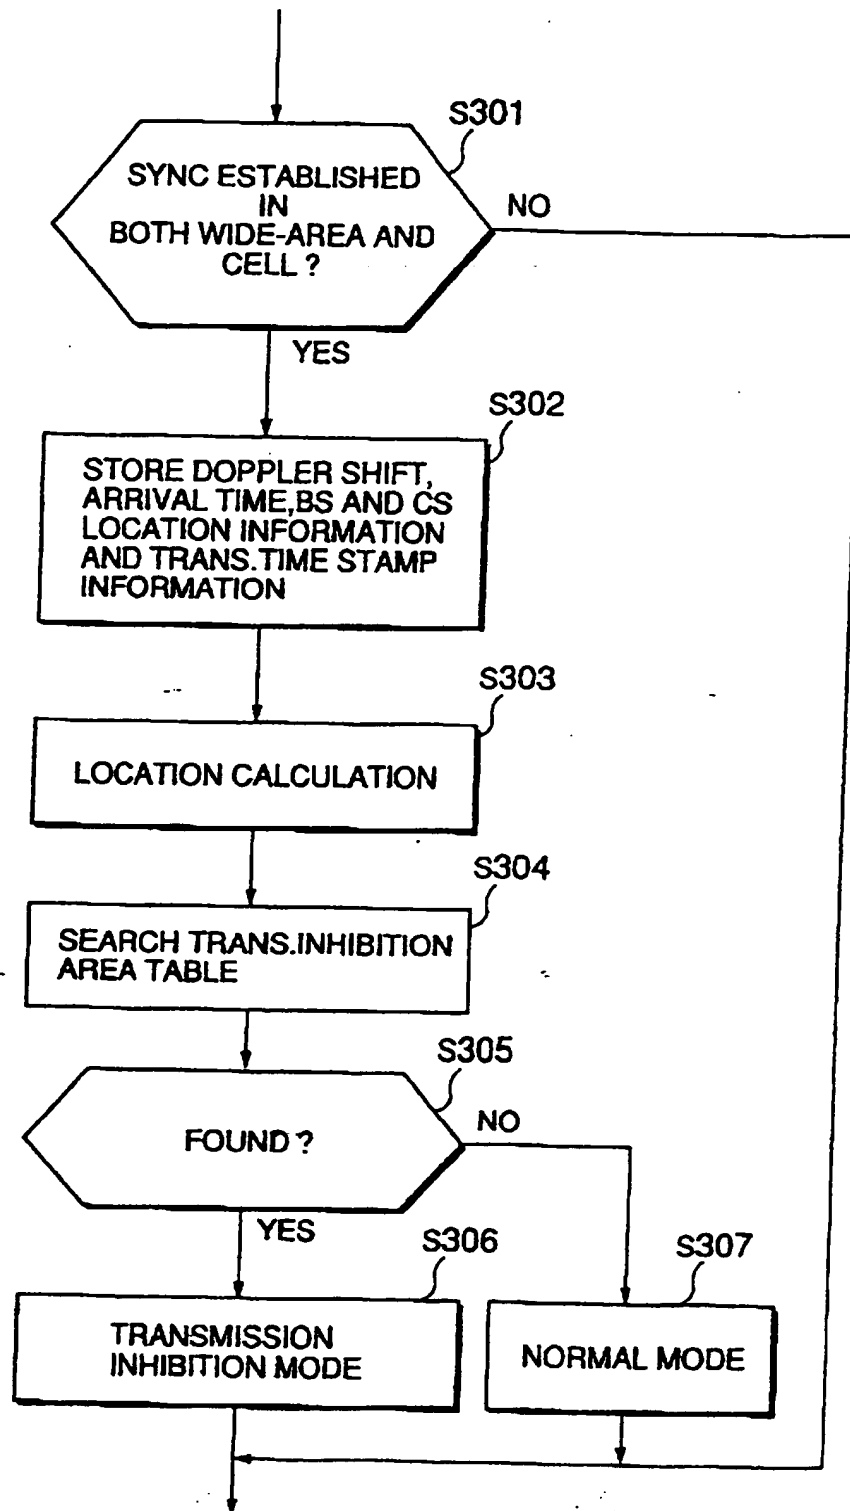 S301
SYNC ESTABLISHED
IN
BOTH WIDE-AREA AND
CELL ?
NO
YES
S302
STORE DOPPLER SHIFT,
ARRIVAL TIME,BS AND CS
LOCATION INFORMATION
AND TRANS.TIME STAMP
INFORMATION
S303
LOCATION CALCULATION
S304
SEARCH TRANS.INHIBITION
AREA TABLE
S305
FOUND ?
NO
YES
S306
S307
TRANSMISSION
INHIBITION MODE
NORMAL MODE